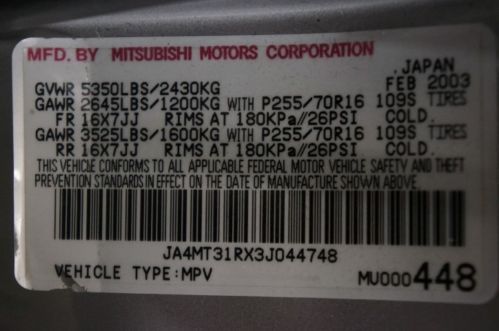 MFD. BY MITSUBISHI MOTORS CORPORATION
, JAPAN
GVWR 5350LBS/2430KG FEB 2003
GAWR 2645LBS/1200KG WITH P255/70R16 109S TIRES
FR 16X7JJ RIMS AT 180KPa//26PSI COLD.
GAWR 3525LBS/1600KG WITH P255/70R16 109S TIRES
RR 16X7JJ RIMS AT 180KPa//26PSI COLD.
THIS VEHICLE CONFORMS TO ALL APPLICABLE FEDERAL MOTOR VEHICLE SAFETY AND THEFT
PREVENTION STANDARDS IN EFFECT ON THE DATE OF MANUFACTURE SHOWN ABOVE.
JA4MT31RX3J044748
VEHICLE TYPE:MPV MU000448